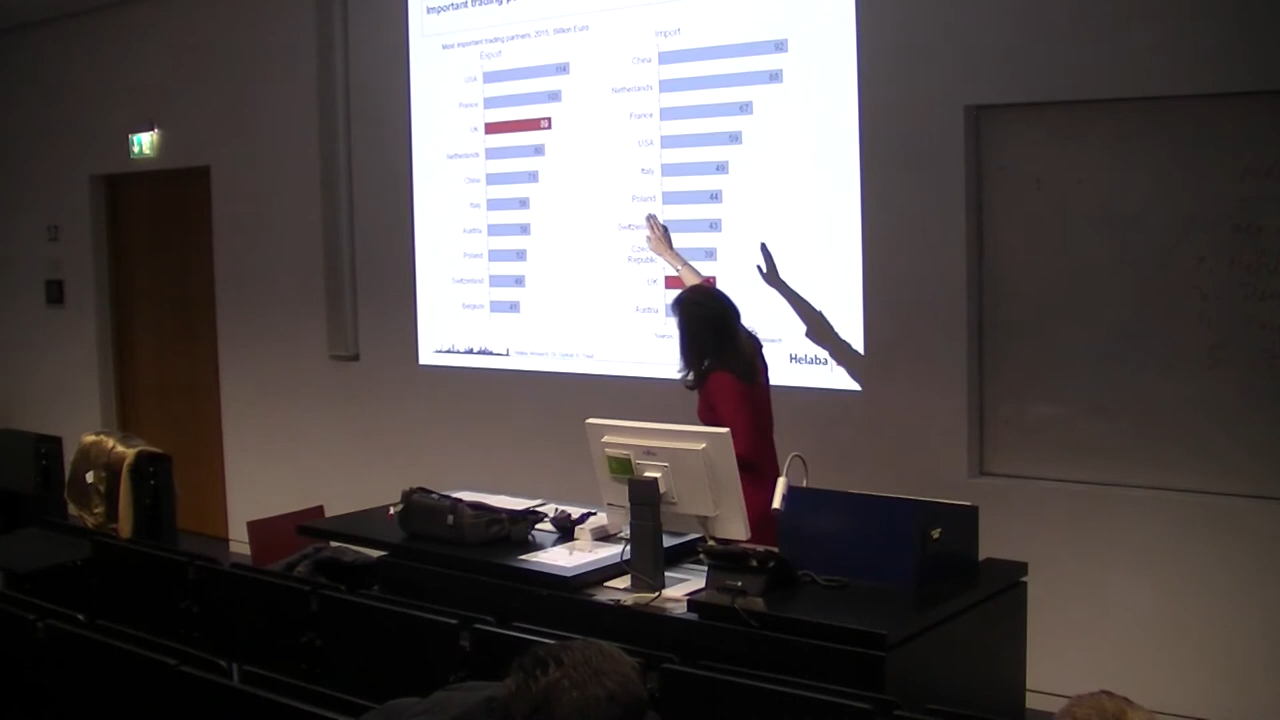 Important trading
Most important trading partners, 2015, Billion Euro
Export
USA 114
France 103
UK 89
Netherlands 80
China 71
Italy 58
Austria 58
Poland 52
Switzerland 49
Belgium 41
Import
China 92
Netherlands 88
France 67
USA 59
Italy 49
Poland 44
43
Czech
Republic 39
UK
Austria
Helaba
12